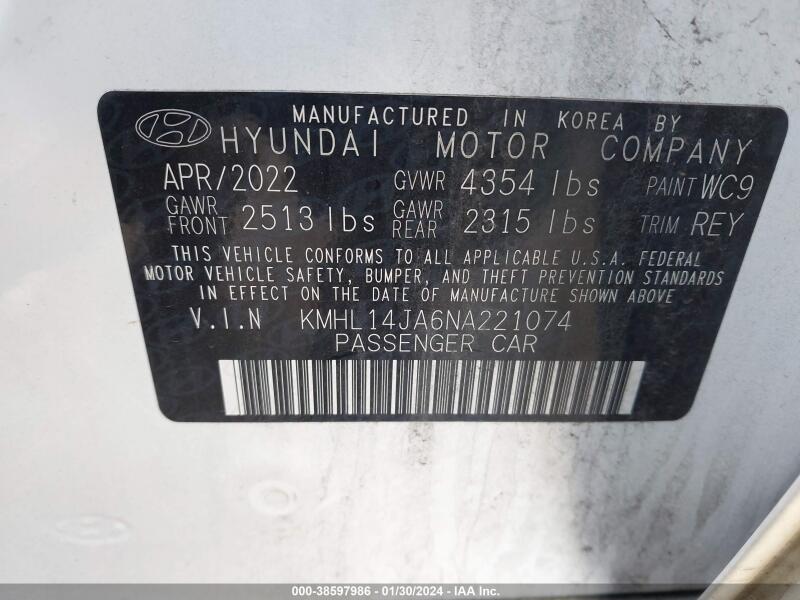 MANUFACTURED IN KOREA BY
HYUNDAI MOTOR COMPANY
APR/2022 GVWR 4354 lbs PAINT WC9
GAWR FRONT 2513 lbs GAWR REAR 2315 lbs TRIM REY
THIS VEHICLE CONFORMS TO ALL APPLICABLE U.S.A. FEDERAL
MOTOR VEHICLE SAFETY, BUMPER, AND THEFT PREVENTION STANDARDS
IN EFFECT ON THE DATE OF MANUFACTURE SHOWN ABOVE
V.I.N KMHL14JA6NA221074
PASSENGER CAR
000-38597986 - 01/30/2024 - IAA Inc.